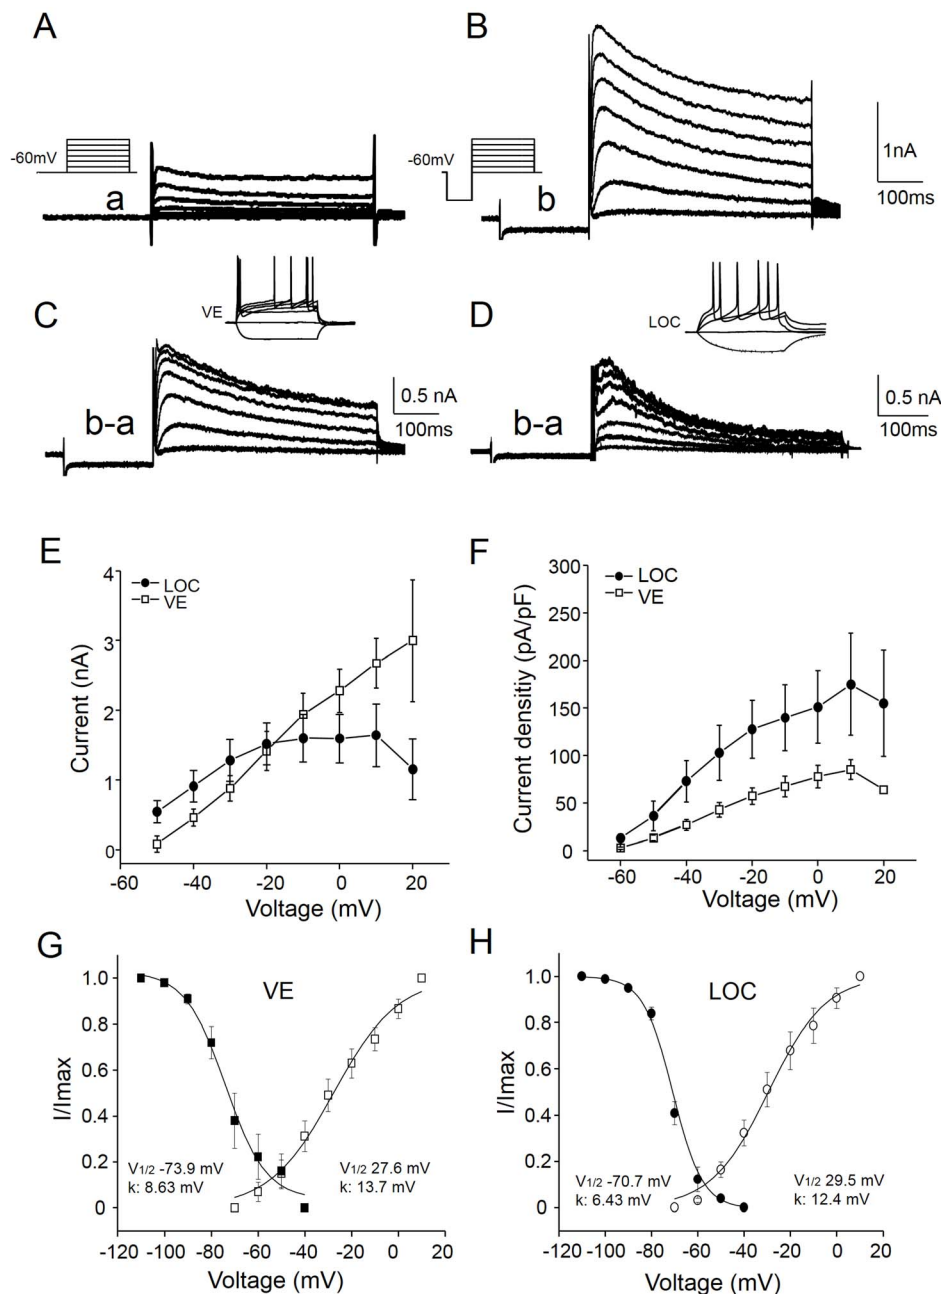 A
B
-60mV
a
-60mV
b
1nA
100ms
C
VE
b-a
0.5 nA
100ms
D
LOC
b-a
0.5 nA
100ms
E
4
3
2
1
0
Current (nA)
LOC
VE
-60
-40
-20
0
20
Voltage (mV)
F
300
250
200
150
100
50
0
Current densitiy (pA/pF)
LOC
VE
-60
-40
-20
0
20
Voltage (mV)
G
VE
1.0
0.8
0.6
0.4
0.2
0
I/Imax
V1/2 -73.9 mV
k: 8.63 mV
V1/2 27.6 mV
k: 13.7 mV
-120
-100
-80
-60
-40
-20
0
20
Voltage (mV)
H
LOC
1.0
0.8
0.6
0.4
0.2
0
I/Imax
V1/2 -70.7 mV
k: 6.43 mV
V1/2 29.5 mV
k: 12.4 mV
-120
-100
-80
-60
-40
-20
0
20
Voltage (mV)